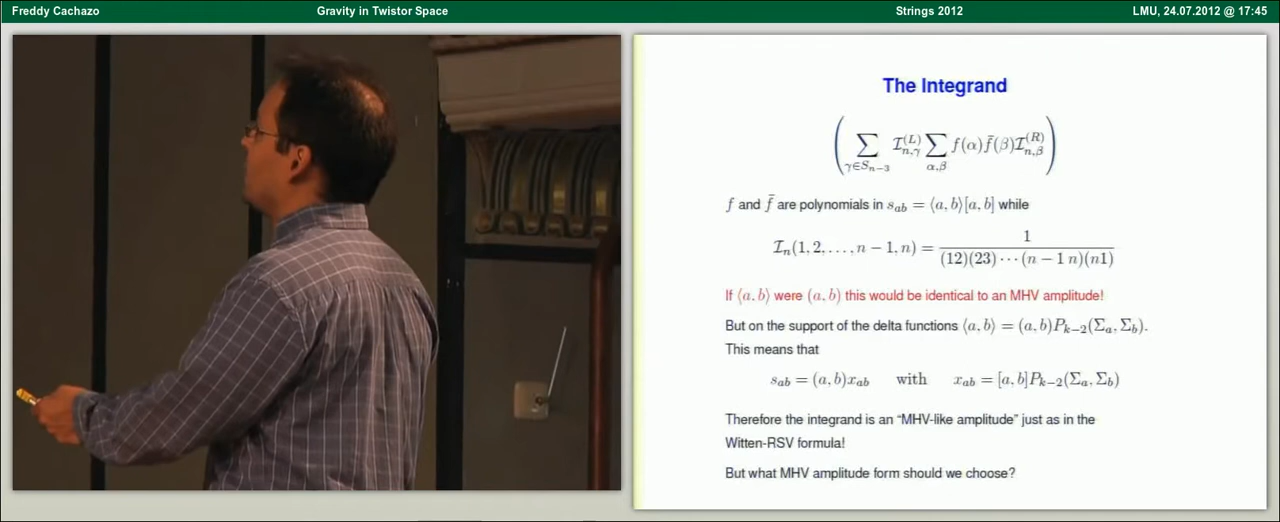 Freddy Cachazo Gravity in Twistor Space Strings 2012 LMU, 24.07.2012 @ 17:45
The Integrand
(∑_{γ∈S_{n−3}} 𝓘^{(L)}_{n,γ} ∑_{α,β} f(α)f̄(β)𝓘^{(R)}_{n,β})
f and f̄ are polynomials in s_{ab} = ⟨a, b⟩[a, b] while
𝓘_n(1, 2, . . . , n − 1, n) = 1 / ((12)(23) · · · (n − 1 n)(n1))
If ⟨a, b⟩ were (a, b) this would be identical to an MHV amplitude!
But on the support of the delta functions ⟨a, b⟩ = (a, b)P_{k−2}(Σ_a, Σ_b).
This means that
s_{ab} = (a, b)x_{ab} with x_{ab} = [a, b]P_{k−2}(Σ_a, Σ_b)
Therefore the integrand is an “MHV-like amplitude” just as in the
Witten-RSV formula!
But what MHV amplitude form should we choose?